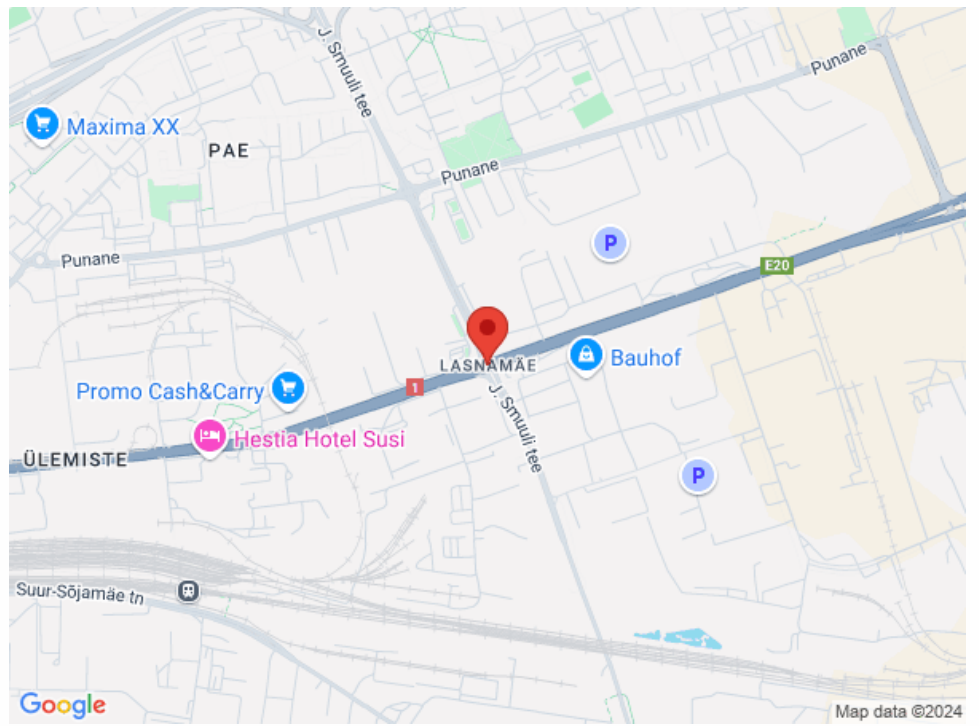 J. Smuuli tee
Punane
Maxima XX
PAE
Punane
P
Punane
E20
LASNAMÄE
Bauhof
1
Promo Cash&Carry
J. Smuuli tee
Hestia Hotel Susi
ÜLEMISTE
P
Suur-Sõjamäe tn
Google
Map data ©2024